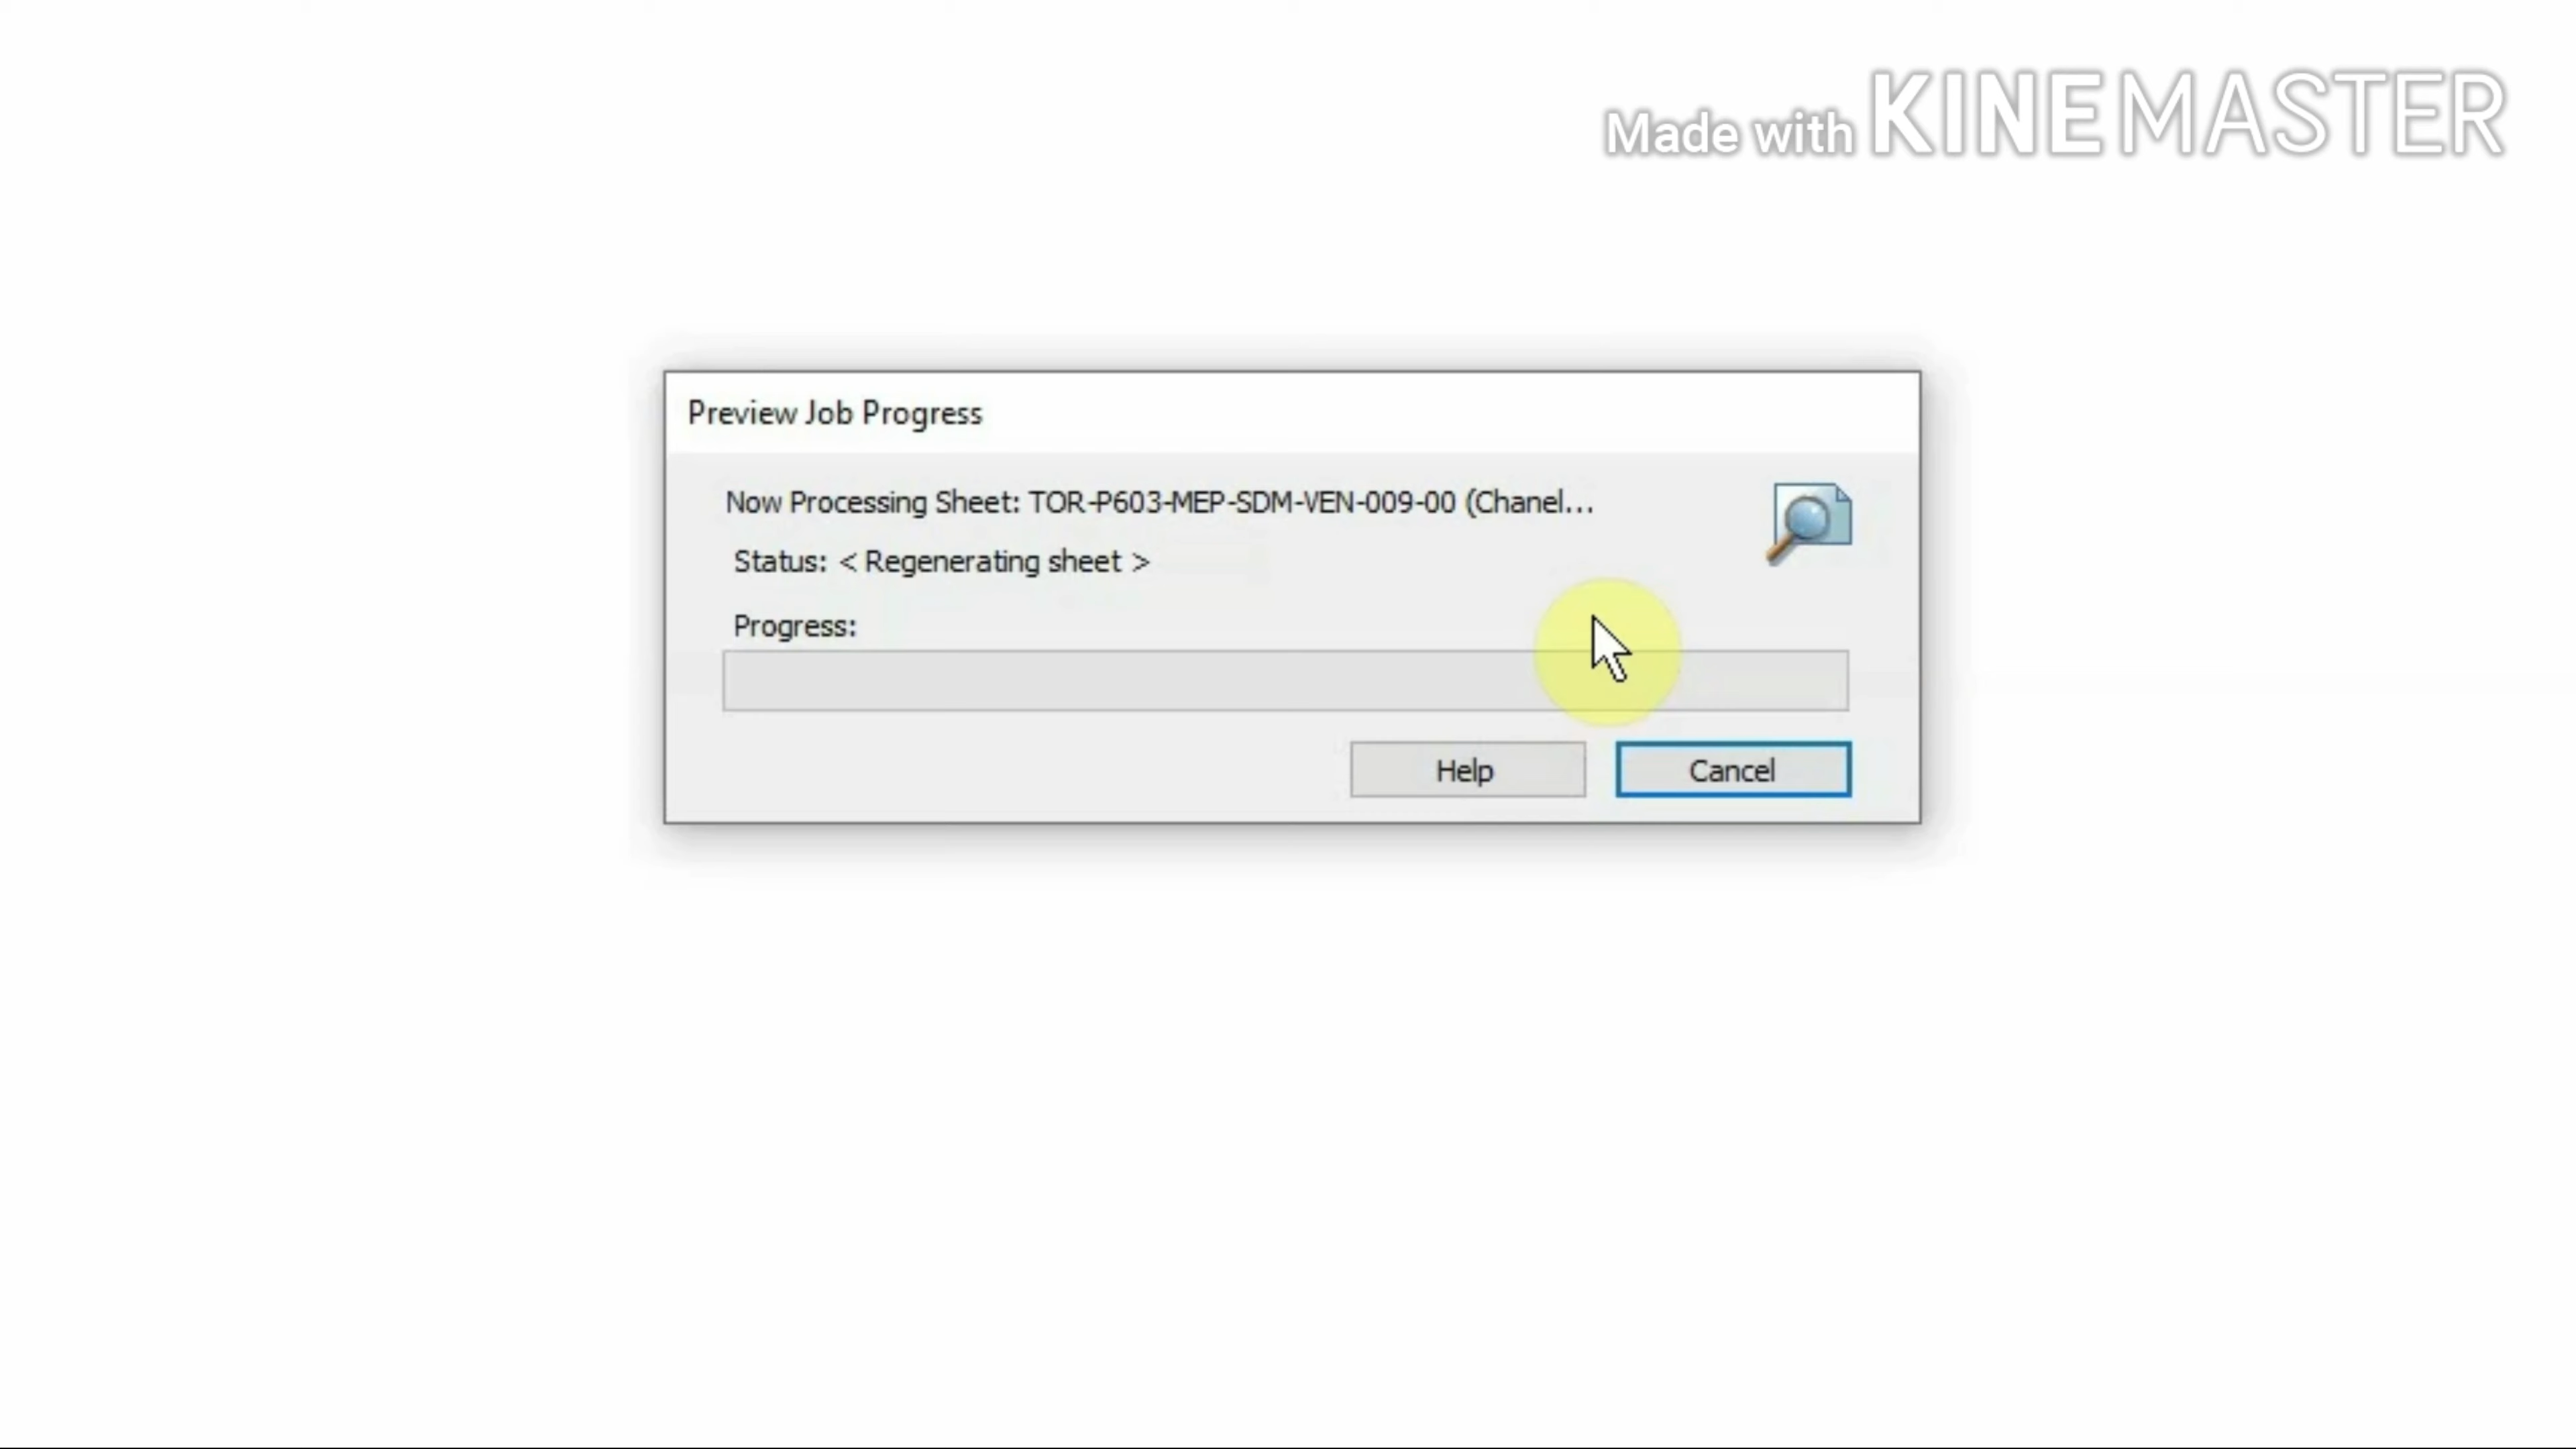 Made with KINEMASTER
Preview Job Progress
Now Processing Sheet: TOR-P603-MEP-SDM-VEN-009-00 (Chanel...
Status: < Regenerating sheet >
Progress:
Help
Cancel